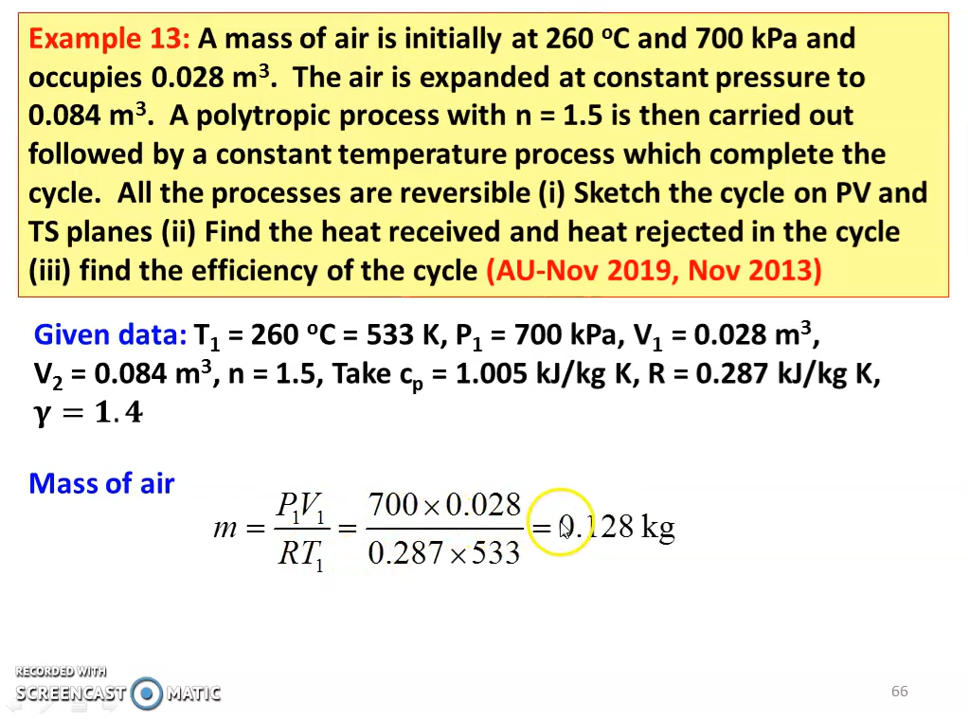 Example 13: A mass of air is initially at 260 ᵒC and 700 kPa and
occupies 0.028 m³. The air is expanded at constant pressure to
0.084 m³. A polytropic process with n = 1.5 is then carried out
followed by a constant temperature process which complete the
cycle. All the processes are reversible (i) Sketch the cycle on PV and
TS planes (ii) Find the heat received and heat rejected in the cycle
(iii) find the efficiency of the cycle (AU-Nov 2019, Nov 2013)
Given data: T₁ = 260 ᵒC = 533 K, P₁ = 700 kPa, V₁ = 0.028 m³,
V₂ = 0.084 m³, n = 1.5, Take cₚ = 1.005 kJ/kg K, R = 0.287 kJ/kg K,
γ = 1.4
Mass of air
m = P₁V₁ / RT₁ = 700 × 0.028 / 0.287 × 533 = 0.128 kg
RECORDED WITH
SCREENCAST MATIC
66